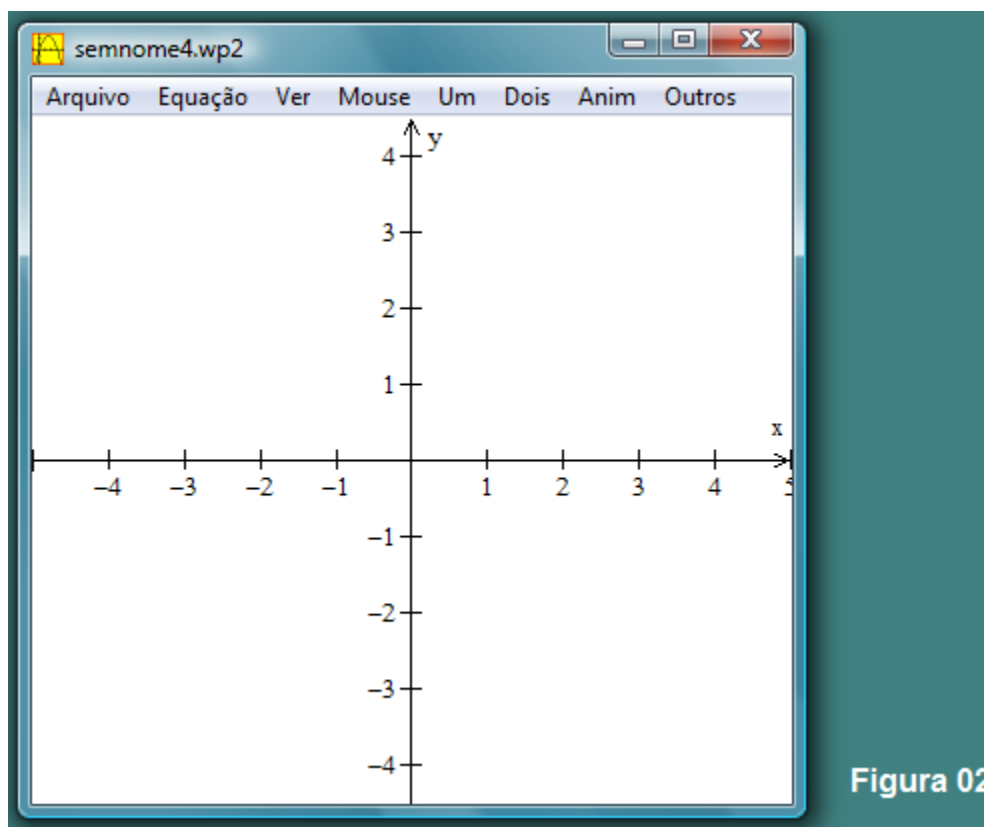 semnome4.wp2
Arquivo Equação Ver Mouse Um Dois Anim Outros
y
4
3
2
1
x
−4 −3 −2 −1 1 2 3 4 5
−1
−2
−3
−4
Figura 02